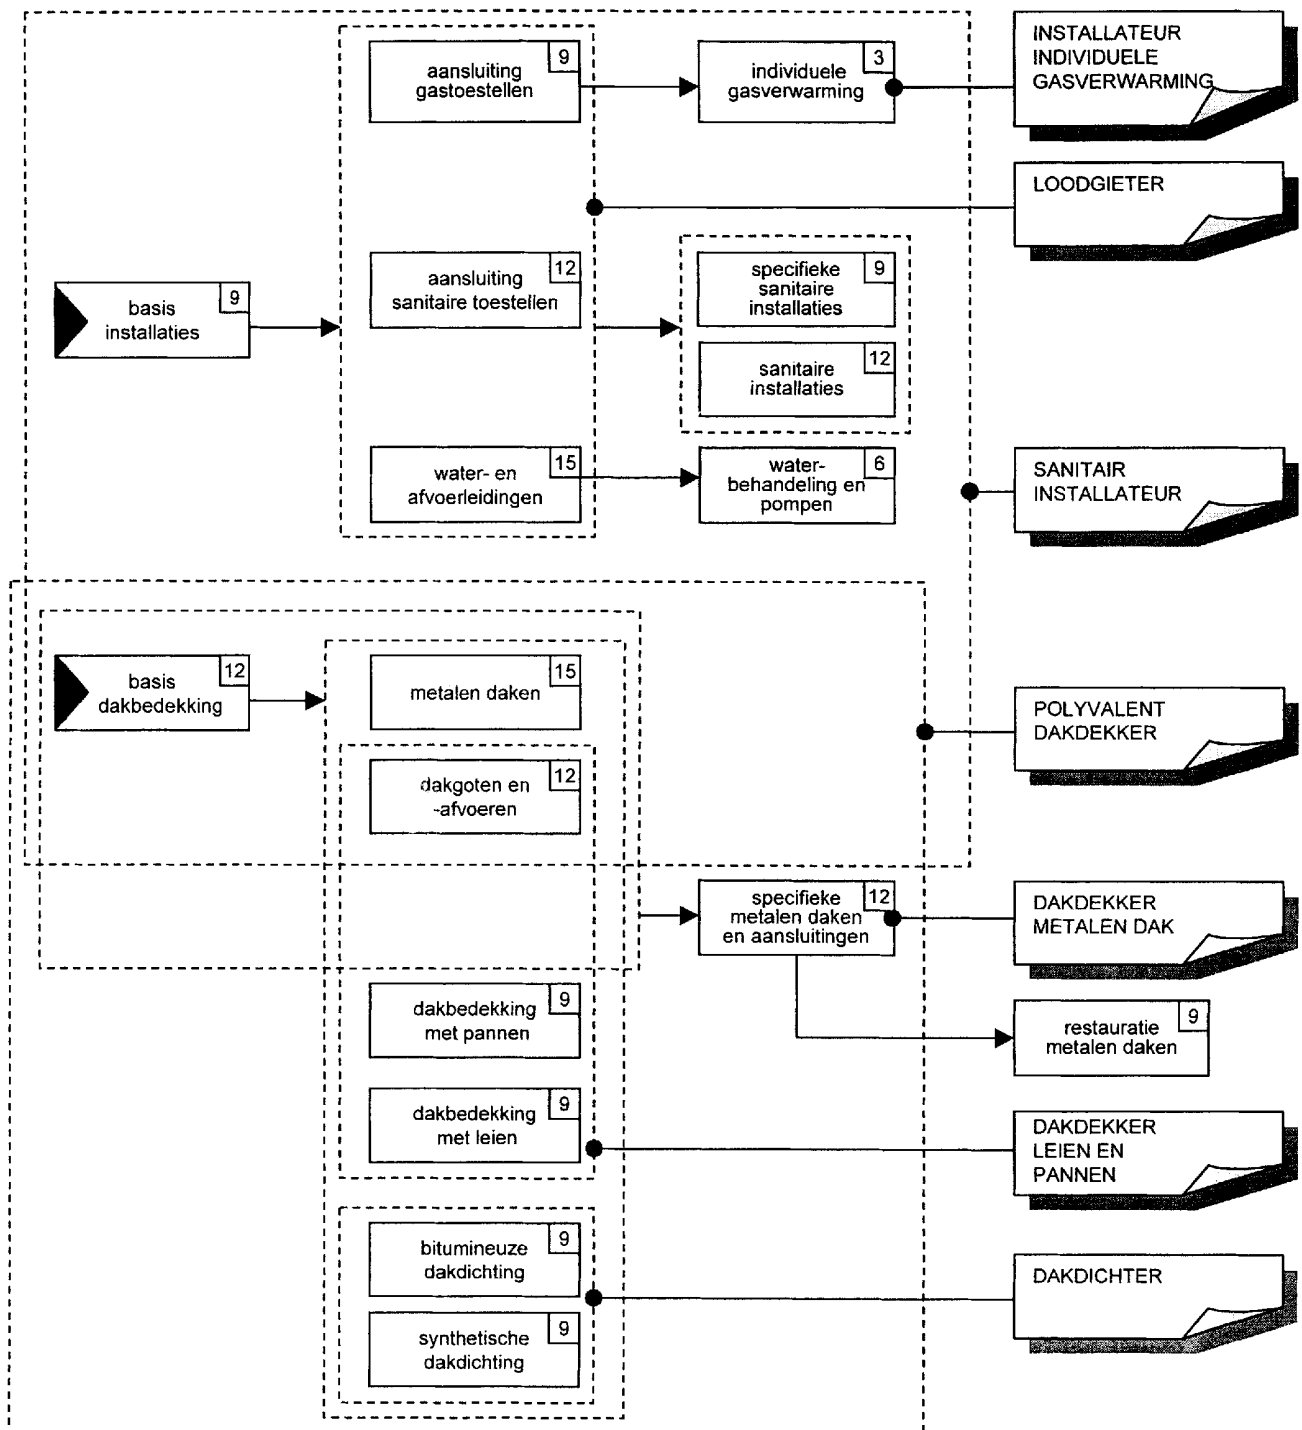 9
aansluiting
gastoestellen
3
individuele
gasverwarming
INSTALLATEUR
INDIVIDUELE
GASVERWARMING
LOODGIETER
9
basis
installaties
12
aansluiting
sanitaire toestellen
9
specifieke
sanitaire
installaties
12
sanitaire
installaties
15
water- en
afvoerleidingen
6
water-
behandeling en
pompen
SANITAIR
INSTALLATEUR
12
basis
dakbedekking
15
metalen daken
POLYVALENT
DAKDEKKER
12
dakgoten en
-afvoeren
12
specifieke
metalen daken
en aansluitingen
DAKDEKKER
METALEN DAK
9
dakbedekking
met pannen
9
restauratie
metalen daken
9
dakbedekking
met leien
DAKDEKKER
LEIEN EN
PANNEN
9
bitumineuze
dakdichting
DAKDICHTER
9
synthetische
dakdichting